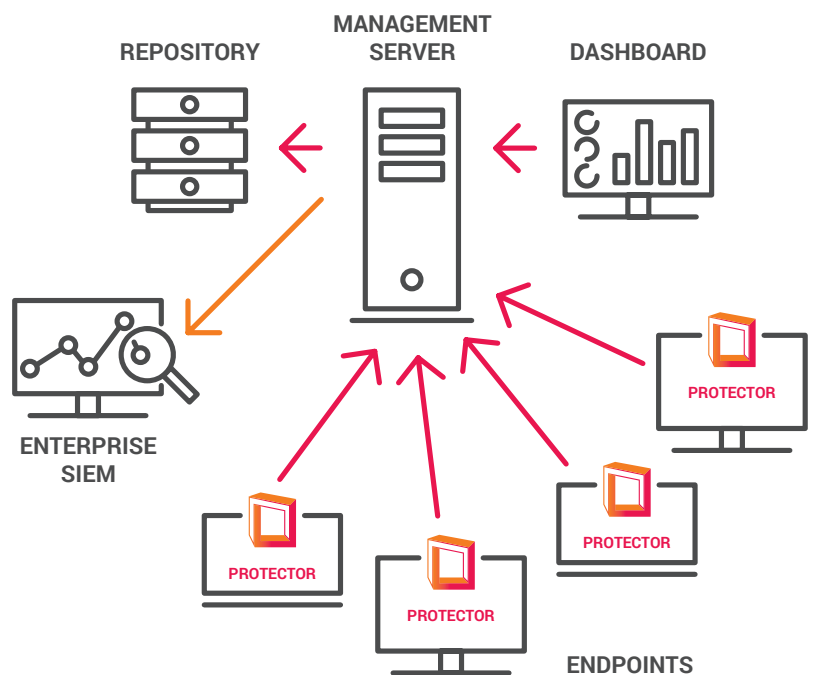 MANAGEMENT
SERVER
REPOSITORY
DASHBOARD
ENTERPRISE
SIEM
PROTECTOR
PROTECTOR
PROTECTOR
PROTECTOR
ENDPOINTS